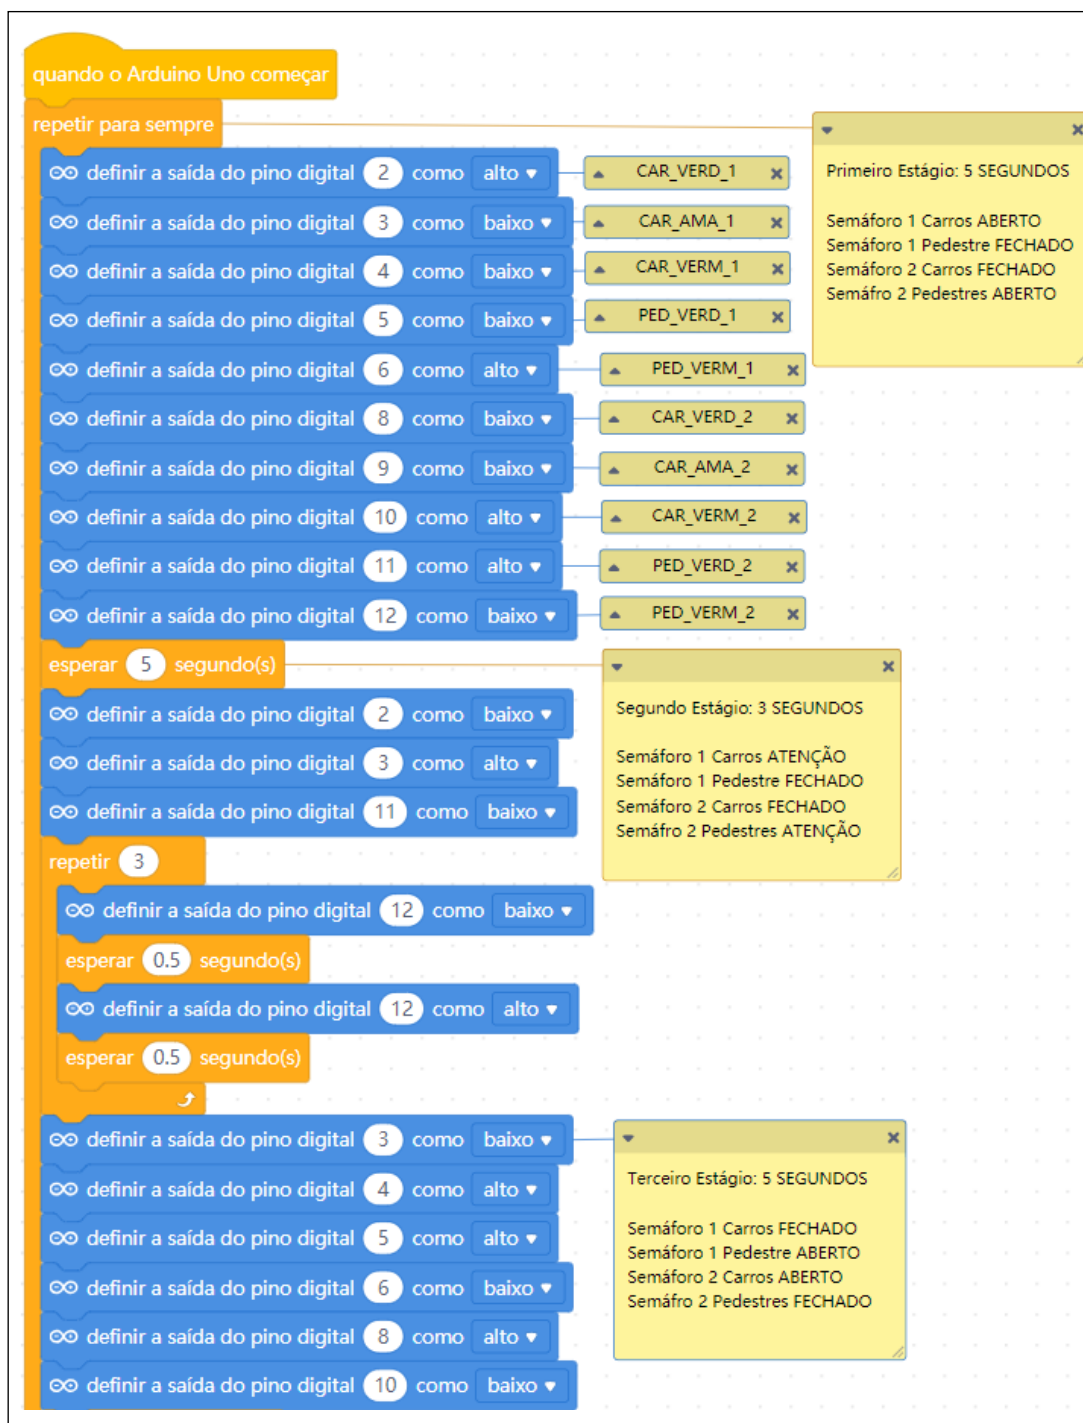 quando o Arduino Uno começar
repetir para sempre
definir a saída do pino digital 2 como alto
CAR_VERD_1
definir a saída do pino digital 3 como baixo
CAR_AMA_1
definir a saída do pino digital 4 como baixo
CAR_VERM_1
definir a saída do pino digital 5 como baixo
PED_VERD_1
definir a saída do pino digital 6 como alto
PED_VERM_1
definir a saída do pino digital 8 como baixo
CAR_VERD_2
definir a saída do pino digital 9 como baixo
CAR_AMA_2
definir a saída do pino digital 10 como alto
CAR_VERM_2
definir a saída do pino digital 11 como alto
PED_VERD_2
definir a saída do pino digital 12 como baixo
PED_VERM_2
Primeiro Estágio: 5 SEGUNDOS
Semáforo 1 Carros ABERTO
Semáforo 1 Pedestre FECHADO
Semáforo 2 Carros FECHADO
Semáfro 2 Pedestres ABERTO
esperar 5 segundo(s)
definir a saída do pino digital 2 como baixo
definir a saída do pino digital 3 como alto
definir a saída do pino digital 11 como baixo
Segundo Estágio: 3 SEGUNDOS
Semáforo 1 Carros ATENÇÃO
Semáforo 1 Pedestre FECHADO
Semáforo 2 Carros FECHADO
Semáfro 2 Pedestres ATENÇÃO
repetir 3
definir a saída do pino digital 12 como baixo
esperar 0.5 segundo(s)
definir a saída do pino digital 12 como alto
esperar 0.5 segundo(s)
definir a saída do pino digital 3 como baixo
definir a saída do pino digital 4 como alto
definir a saída do pino digital 5 como alto
definir a saída do pino digital 6 como baixo
definir a saída do pino digital 8 como alto
definir a saída do pino digital 10 como baixo
Terceiro Estágio: 5 SEGUNDOS
Semáforo 1 Carros FECHADO
Semáforo 1 Pedestre ABERTO
Semáforo 2 Carros ABERTO
Semáfro 2 Pedestres FECHADO